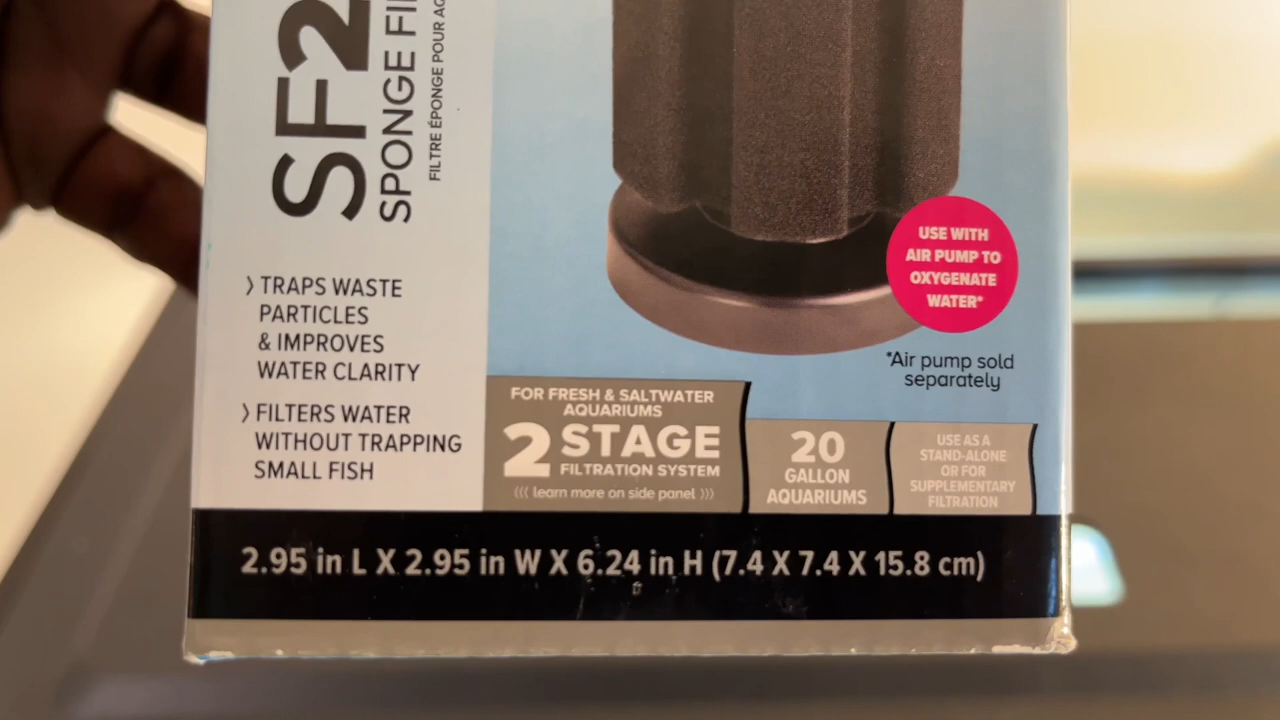 SF2
SPONGE
FILTRE ÉPONGE POUR
〉TRAPS WASTE
PARTICLES
& IMPROVES
WATER CLARITY
〉FILTERS WATER
WITHOUT TRAPPING
SMALL FISH
USE WITH
AIR PUMP TO
OXYGENATE
WATER*
*Air pump sold
separately
FOR FRESH & SALTWATER
AQUARIUMS
2 STAGE
FILTRATION SYSTEM
((( learn more on side panel )))
20
GALLON
AQUARIUMS
USE AS A
STAND-ALONE
OR FOR
SUPPLEMENTARY
FILTRATION
2.95 in L X 2.95 in W X 6.24 in H (7.4 X 7.4 X 15.8 cm)